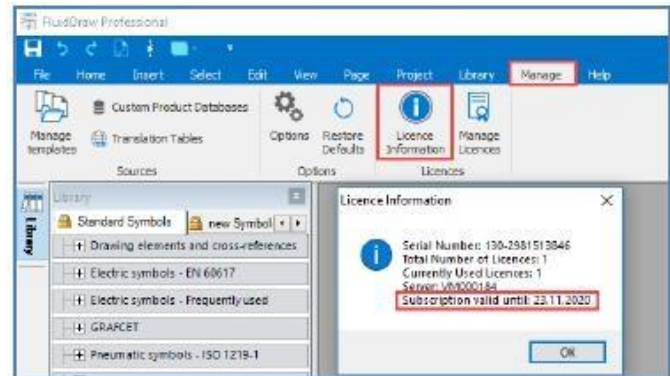 FluidDraw Professional
File Home Insert Select Edit View Page Project Library Manage Help
Manage templates
Custom Product Databases
Translation Tables
Sources
Options
Restore Defaults
Options
Licence Information
Manage Licences
Licences
Library
Library
Standard Symbols
new Symbol
Drawing elements and cross-references
Electric symbols - EN 60617
Electric symbols - Frequently used
GRAFCET
Pneumatic symbols - ISO 1219-1
Licence Information
Serial Number: 130-2981513846
Total Number of Licences: 1
Currently Used Licences: 1
Server: VM000184
Subscription valid until: 23.11.2020
OK